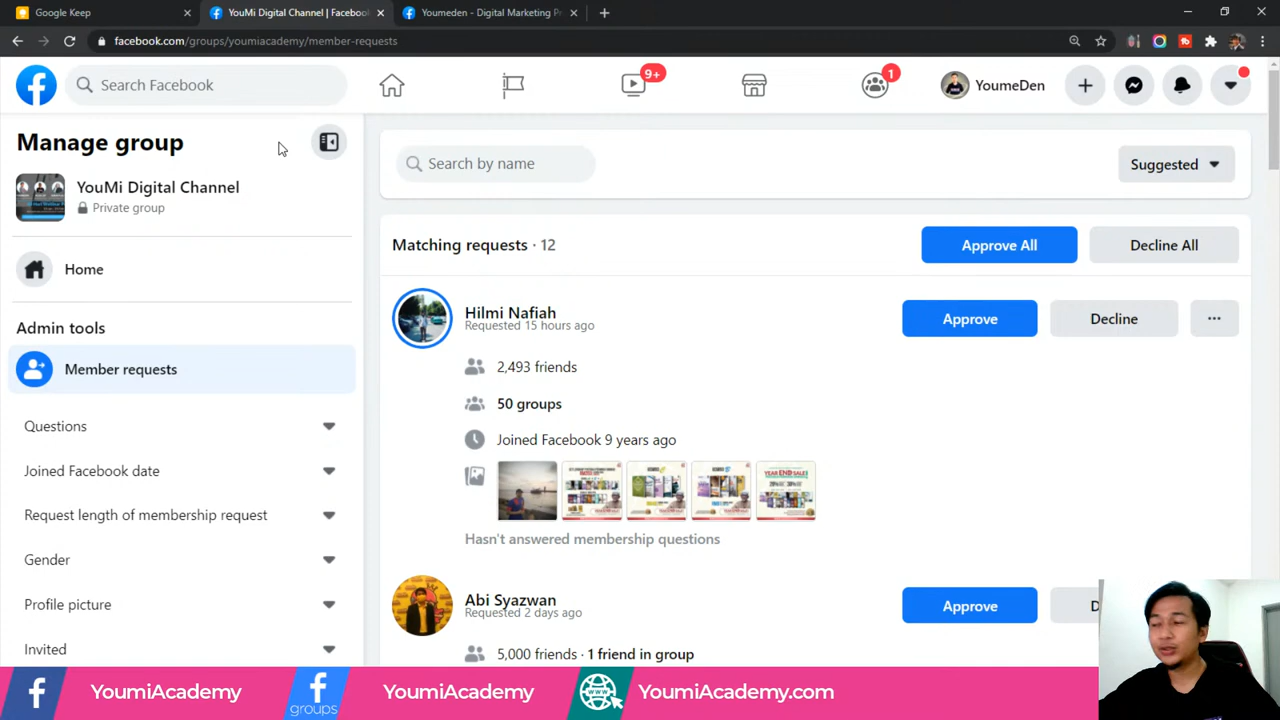 Google Keep
YouMi Digital Channel | Facebook
Youmeden - Digital Marketing Pr
facebook.com/groups/youmiacademy/member-requests
Search Facebook
9+
1
YoumeDen
Manage group
YouMi Digital Channel
Private group
Home
Admin tools
Member requests
Questions
Joined Facebook date
Request length of membership request
Gender
Profile picture
Invited
Search by name
Suggested
Matching requests · 12
Approve All
Decline All
Hilmi Nafiah
Requested 15 hours ago
Approve
Decline
2,493 friends
50 groups
Joined Facebook 9 years ago
Hasn't answered membership questions
Abi Syazwan
Requested 2 days ago
Approve
D
5,000 friends · 1 friend in group
YoumiAcademy
groups
YoumiAcademy
WWW
YoumiAcademy.com